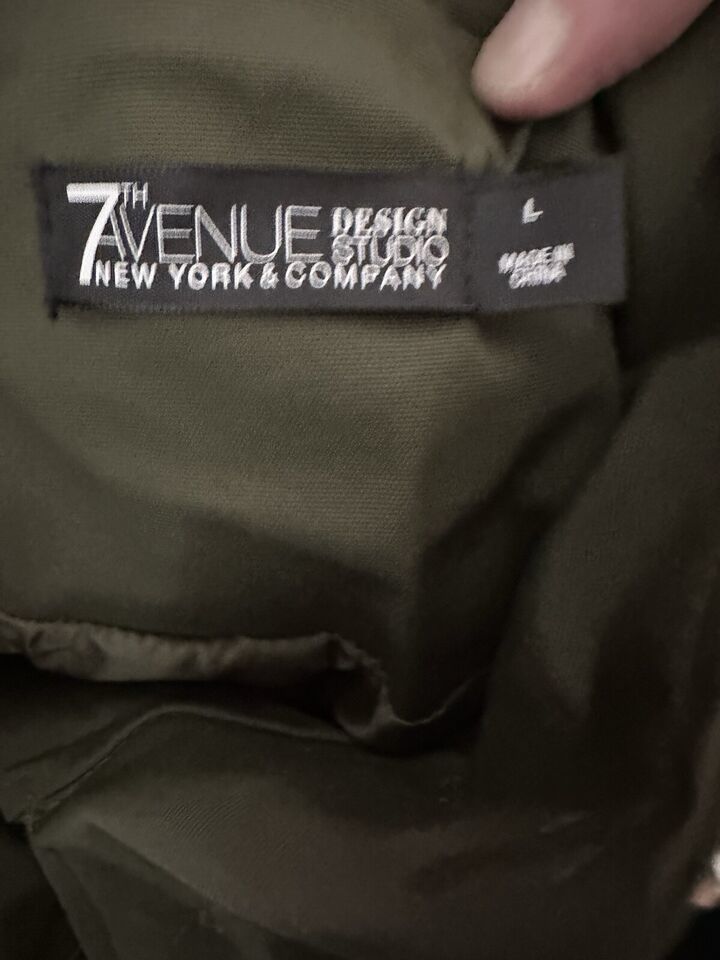 7TH
AVENUE DESIGN
STUDIO
NEW YORK & COMPANY
L
MADE IN
CHINA